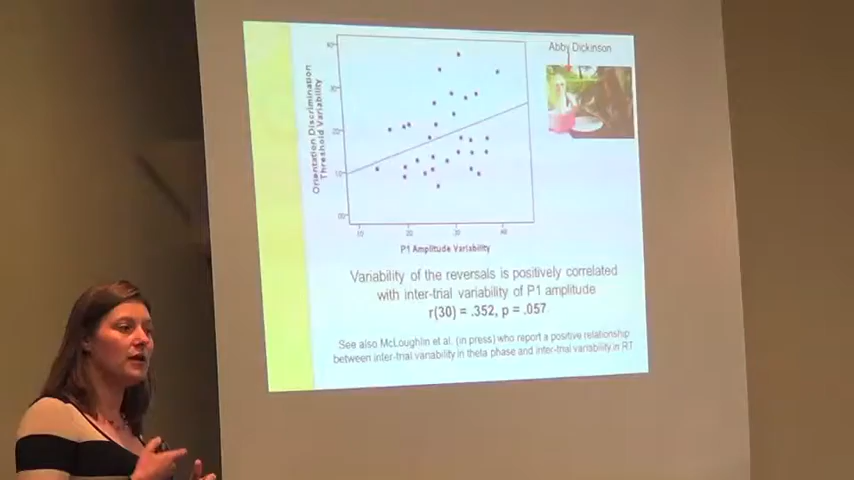 Abby Dickinson
Orientation Discrimination
Threshold Variability
P1 Amplitude Variability
Variability of the reversals is positively correlated
with inter-trial variability of P1 amplitude
r(30) = .352, p = .057
See also McLoughlin et al. (in press) who report a positive relationship
between inter-trial variability in theta phase and inter-trial variability in RT